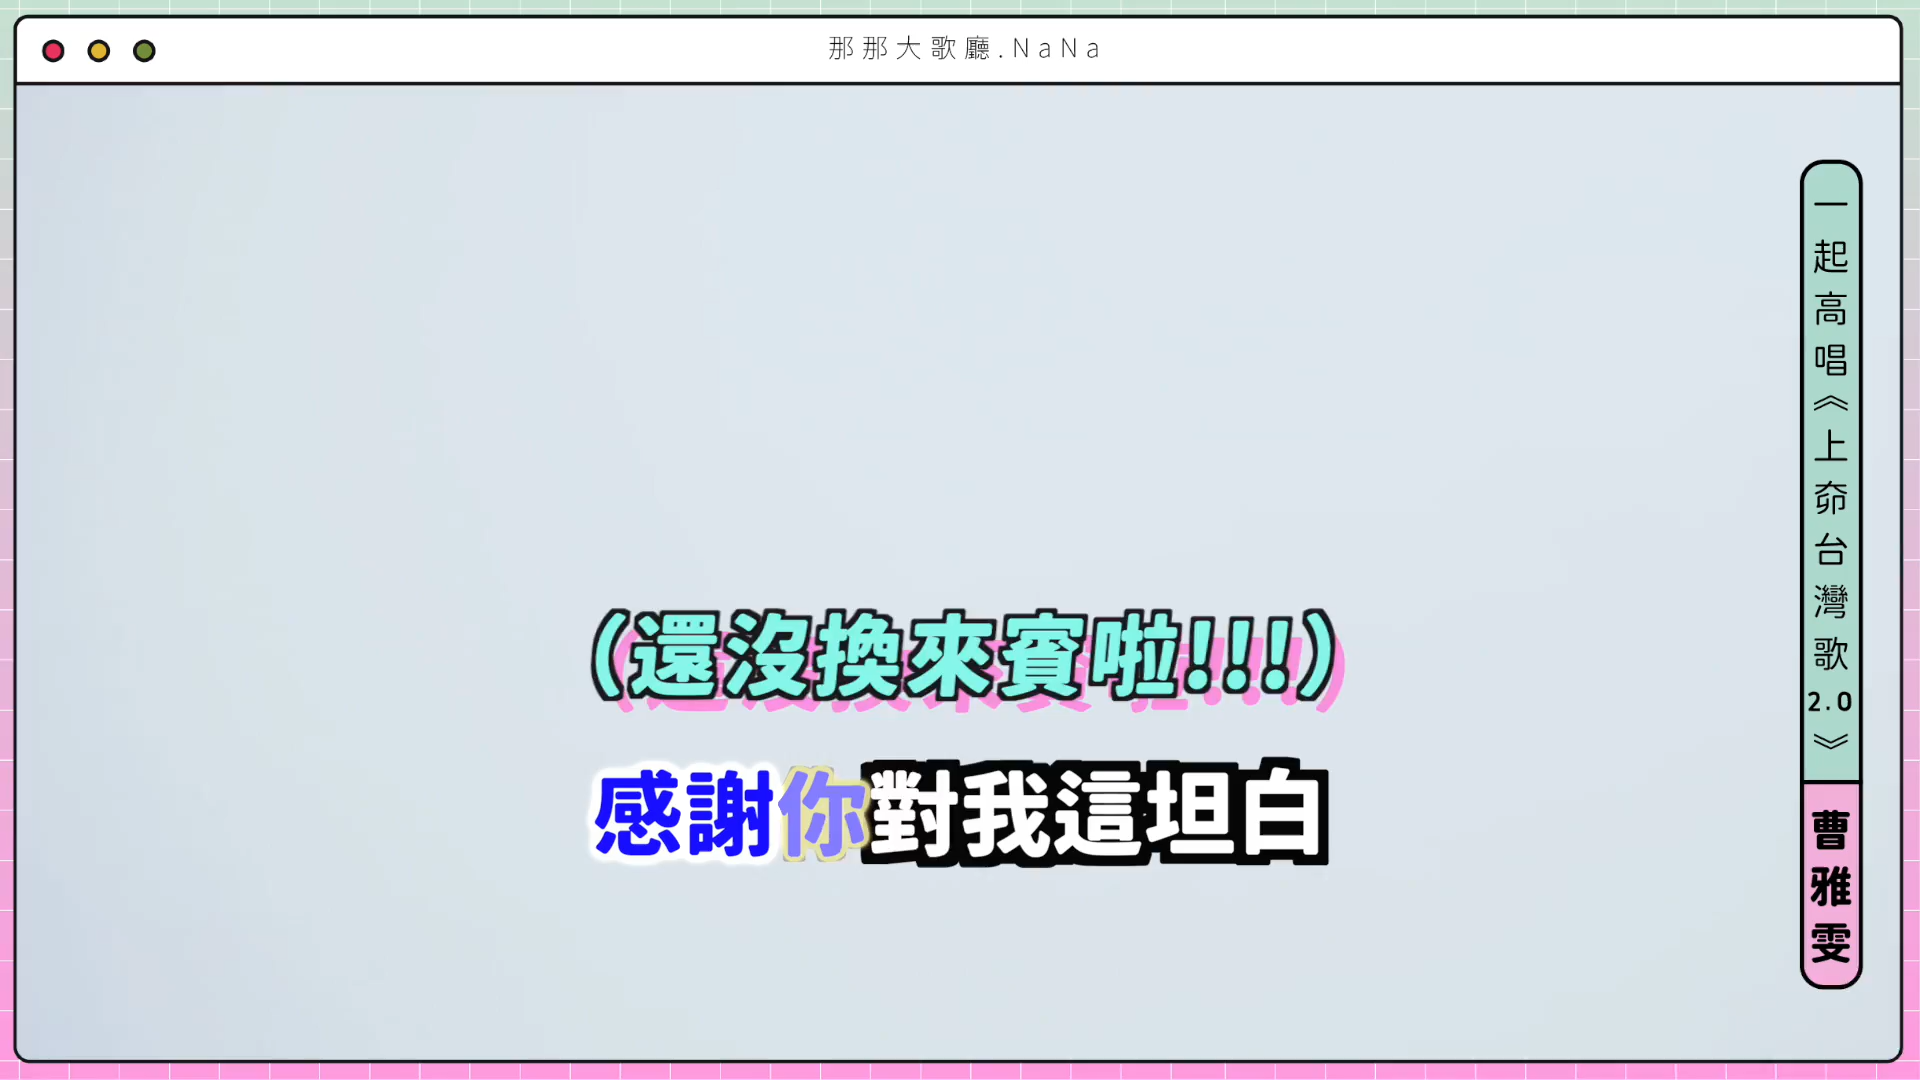 那那大歌廳.NaNa
(還沒換來賓啦!!!)
感謝你對我這坦白
一起高唱《上夯台灣歌2.0》
曹雅雯